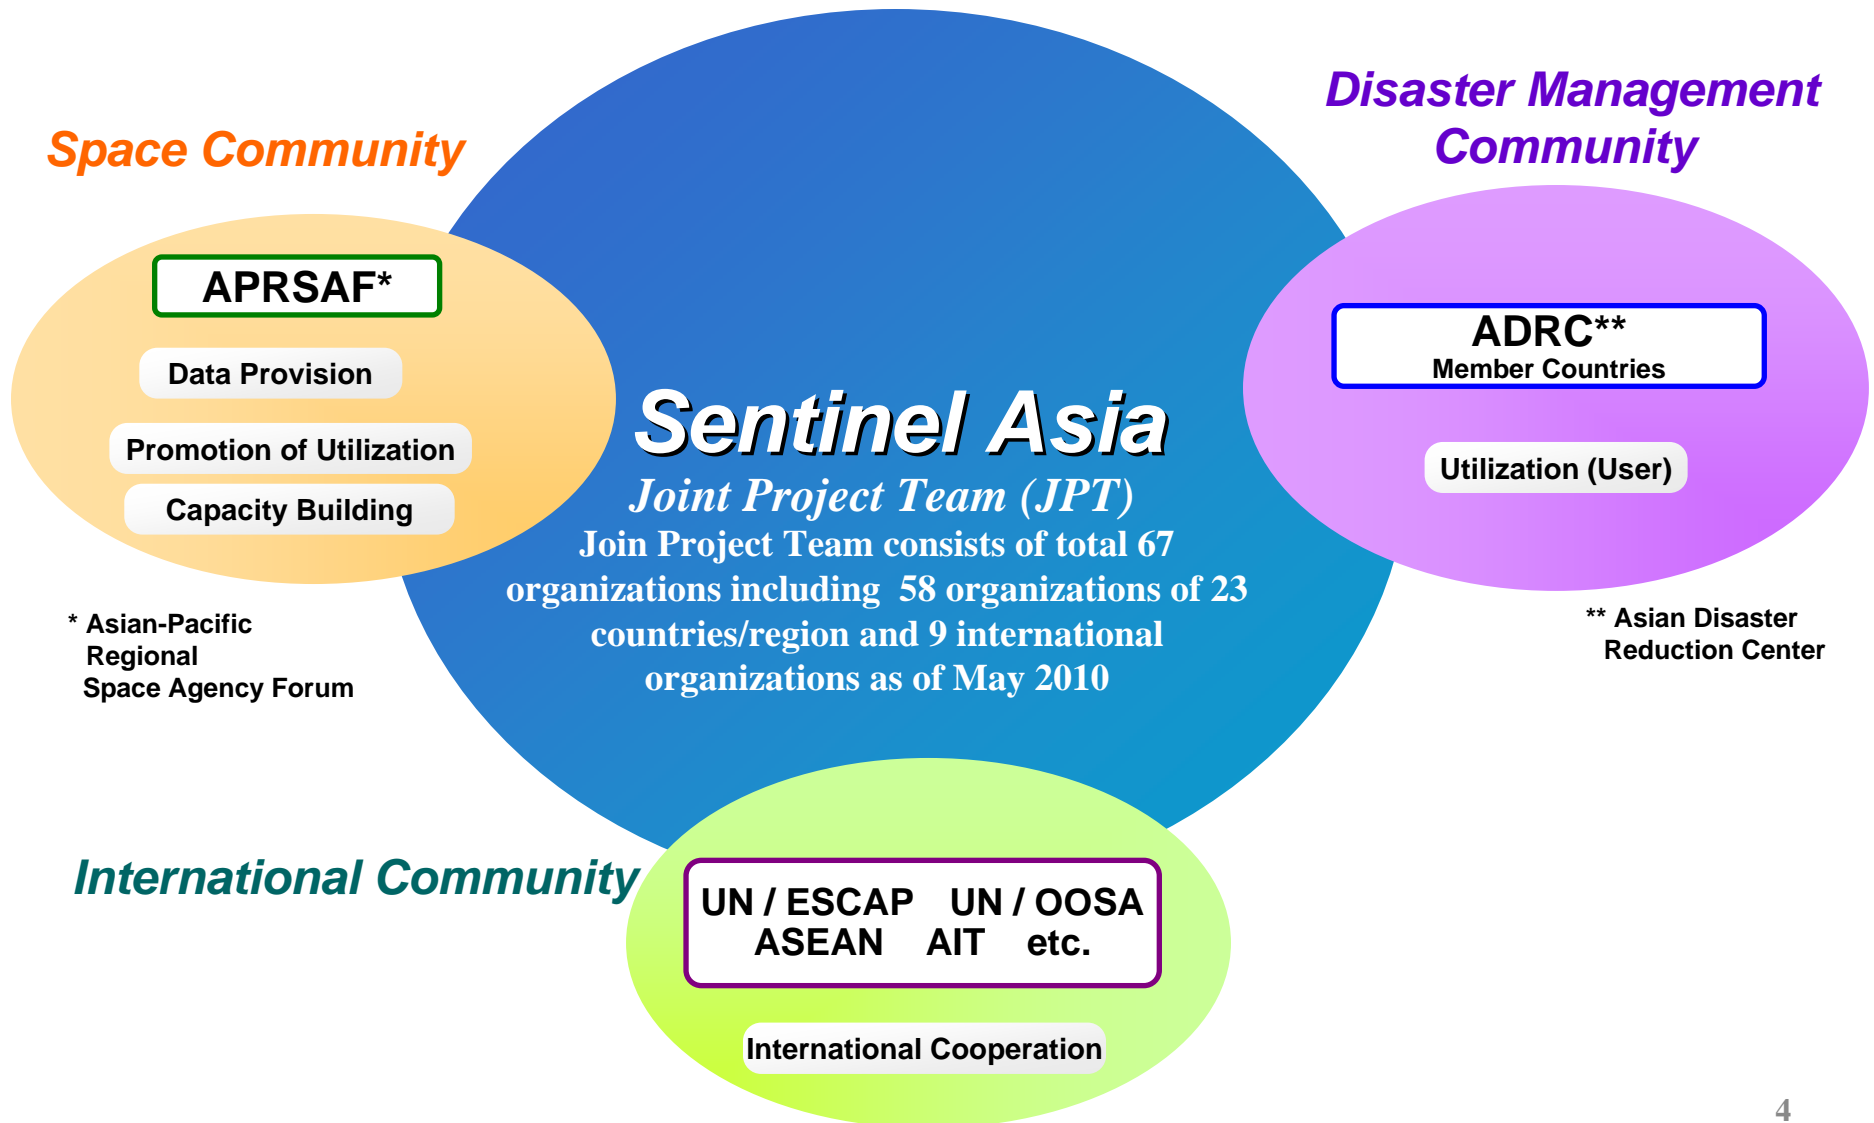 Disaster Management
Community
Space Community
APRSAF*
Data Provision
Promotion of Utilization
Capacity Building
* Asian-Pacific
Regional
Space Agency Forum
Sentinel Asia
Joint Project Team (JPT)
Join Project Team consists of total 67
organizations including 58 organizations of 23
countries/region and 9 international
organizations as of May 2010
ADRC**
Member Countries
Utilization (User)
** Asian Disaster
Reduction Center
International Community
UN / ESCAP UN / OOSA
ASEAN AIT etc.
International Cooperation
4